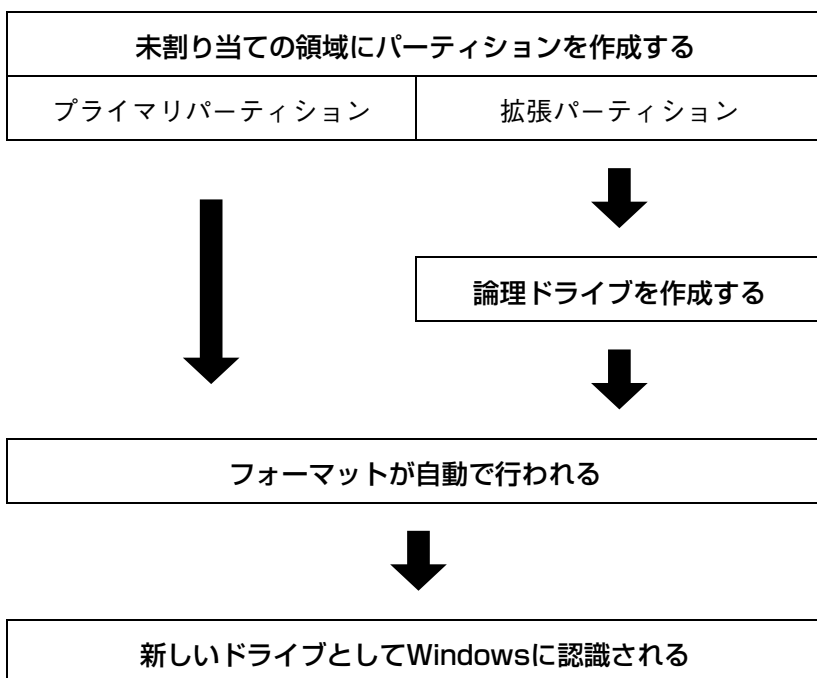 未割り当ての領域にパーティションを作成する
プライマリパーティション
拡張パーティション
論理ドライブを作成する
フォーマットが自動で行われる
新しいドライブとしてWindowsに認識される